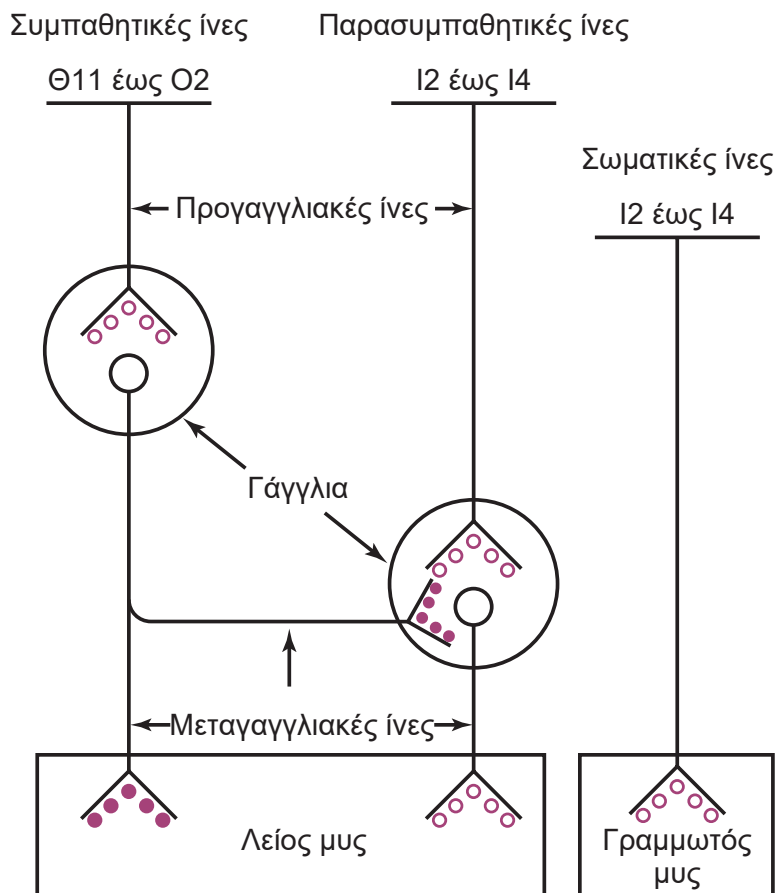 Συμπαθητικές ίνες
Παρασυμπαθητικές ίνες
Θ11 έως Ο2
Ι2 έως Ι4
Σωματικές ίνες
Ι2 έως Ι4
Προγαγγλιακές ίνες
Γάγγλια
Μεταγαγγλιακές ίνες
Λείος μυς
Γραμμωτός
μυς